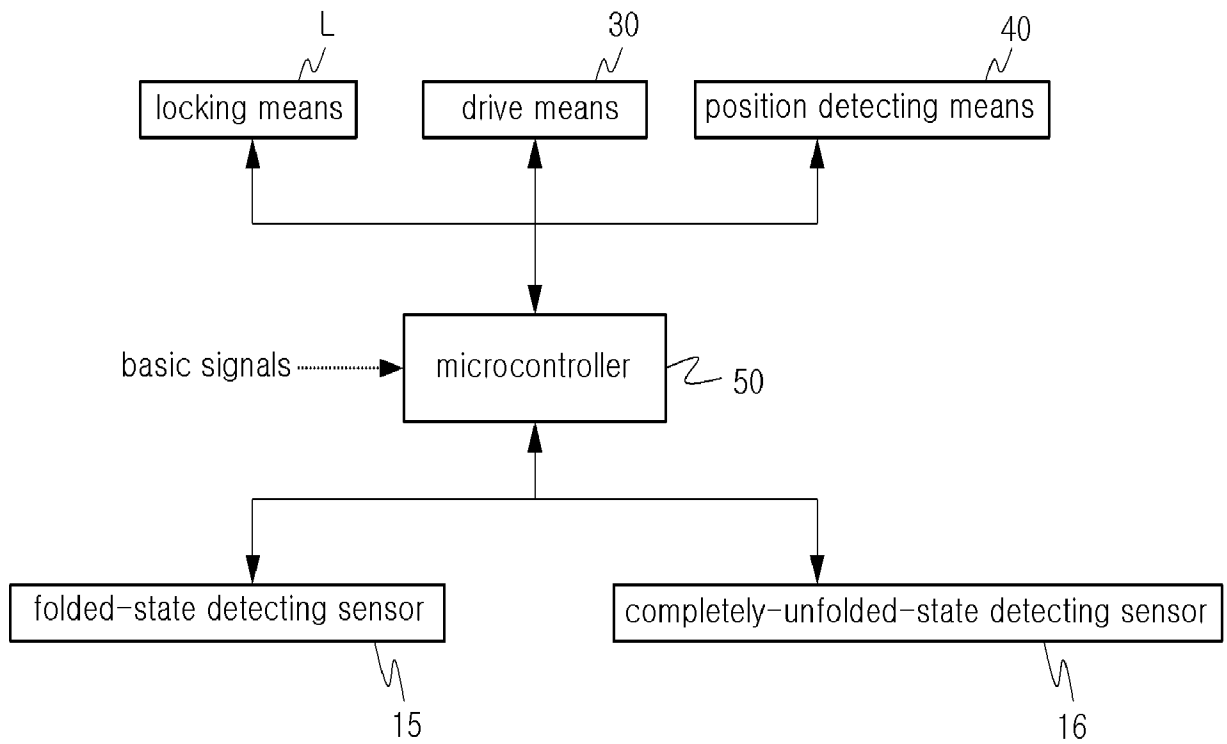 L
30
40
locking means
drive means
position detecting means
basic signals
microcontroller
50
folded-state detecting sensor
completely-unfolded-state detecting sensor
15
16